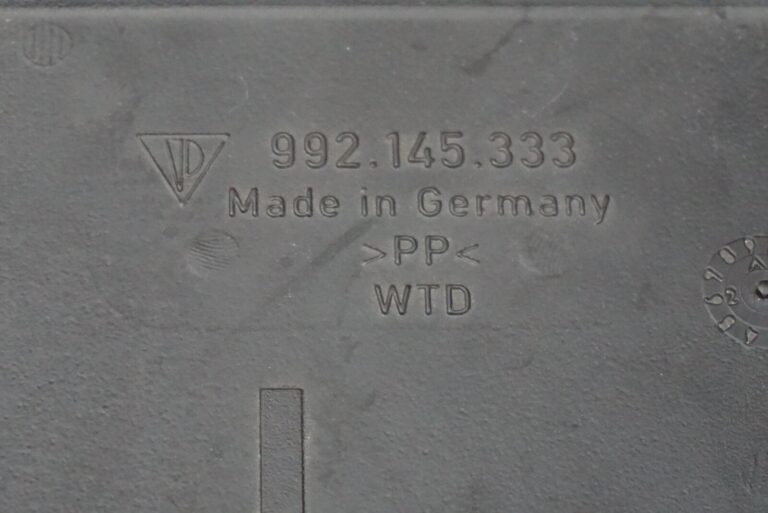 992.145.333
Made in Germany
>PP<
WTD